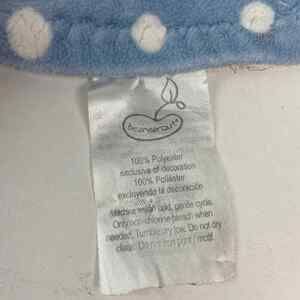 beansprout™
100% Polyester
exclusive of decoration
100% Poliéster
excluyendo la decoración
Machine wash cold, gentle cycle.
Only non-chlorine bleach when
needed. Tumble dry low. Do not dry
clean. Do not iron print / motif.